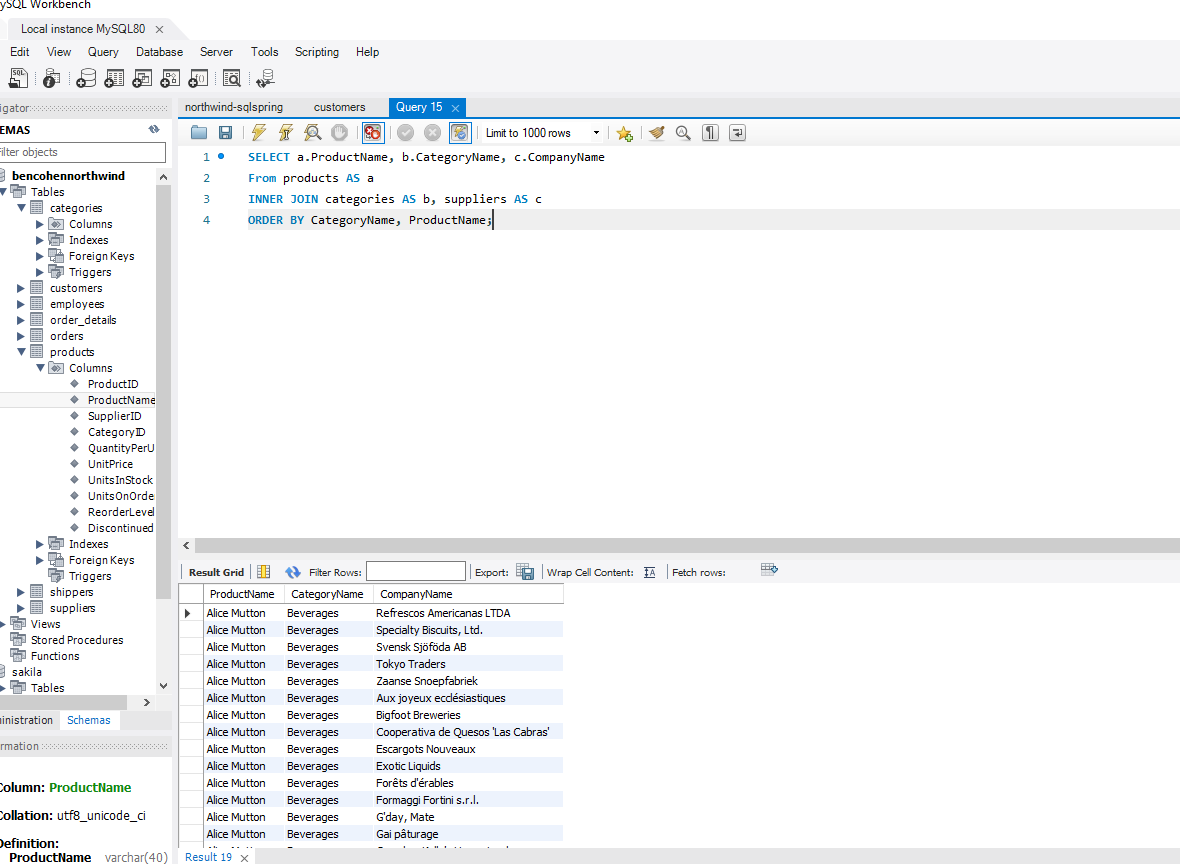 ySQL Workbench
Local instance MySQL80
Edit View Query Database Server Tools Scripting Help
igator
northwind-sqlspring customers Query 15
EMAS
Limit to 1000 rows
ilter objects
bencohennorthwind
Tables
categories
Columns
Indexes
Foreign Keys
Triggers
customers
employees
order_details
orders
products
Columns
ProductID
ProductName
SupplierID
CategoryID
QuantityPerU
UnitPrice
UnitsInStock
UnitsOnOrde
ReorderLevel
Discontinued
Indexes
Foreign Keys
Triggers
shippers
suppliers
Views
Stored Procedures
Functions
sakila
Tables
inistration Schemas
rmation
Column: ProductName
Collation: utf8_unicode_ci
Definition:
ProductName varchar(40)
1 SELECT a.ProductName, b.CategoryName, c.CompanyName
2 From products AS a
3 INNER JOIN categories AS b, suppliers AS c
4 ORDER BY CategoryName, ProductName;
Result Grid Filter Rows: Export: Wrap Cell Content: Fetch rows:
ProductName CategoryName CompanyName
Alice Mutton Beverages Refrescos Americanas LTDA
Alice Mutton Beverages Specialty Biscuits, Ltd.
Alice Mutton Beverages Svensk Sjöföda AB
Alice Mutton Beverages Tokyo Traders
Alice Mutton Beverages Zaanse Snoepfabriek
Alice Mutton Beverages Aux joyeux ecclésiastiques
Alice Mutton Beverages Bigfoot Breweries
Alice Mutton Beverages Cooperativa de Quesos 'Las Cabras'
Alice Mutton Beverages Escargots Nouveaux
Alice Mutton Beverages Exotic Liquids
Alice Mutton Beverages Forêts d'érables
Alice Mutton Beverages Formaggi Fortini s.r.l.
Alice Mutton Beverages G'day, Mate
Alice Mutton Beverages Gai pâturage
Result 19